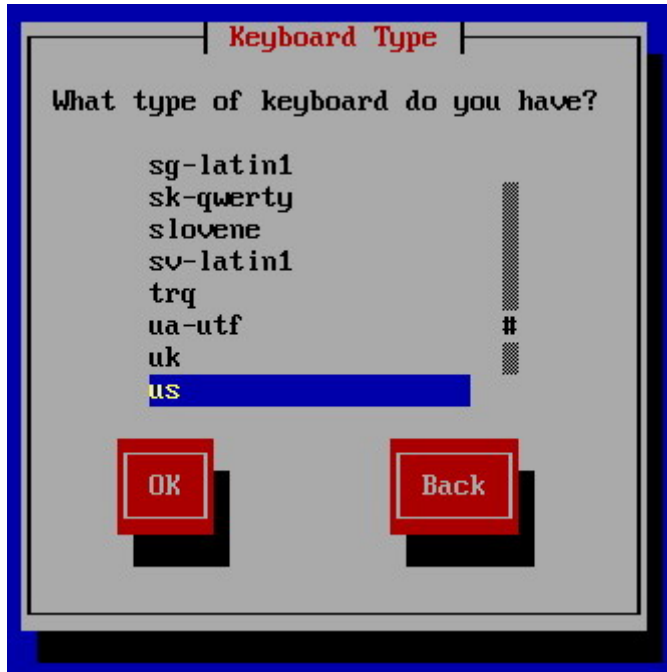 Keyboard Type
What type of keyboard do you have?
sg-latin1
sk-qwerty
slovene
sv-latin1
trq
ua-utf
#
uk
us
OK
Back